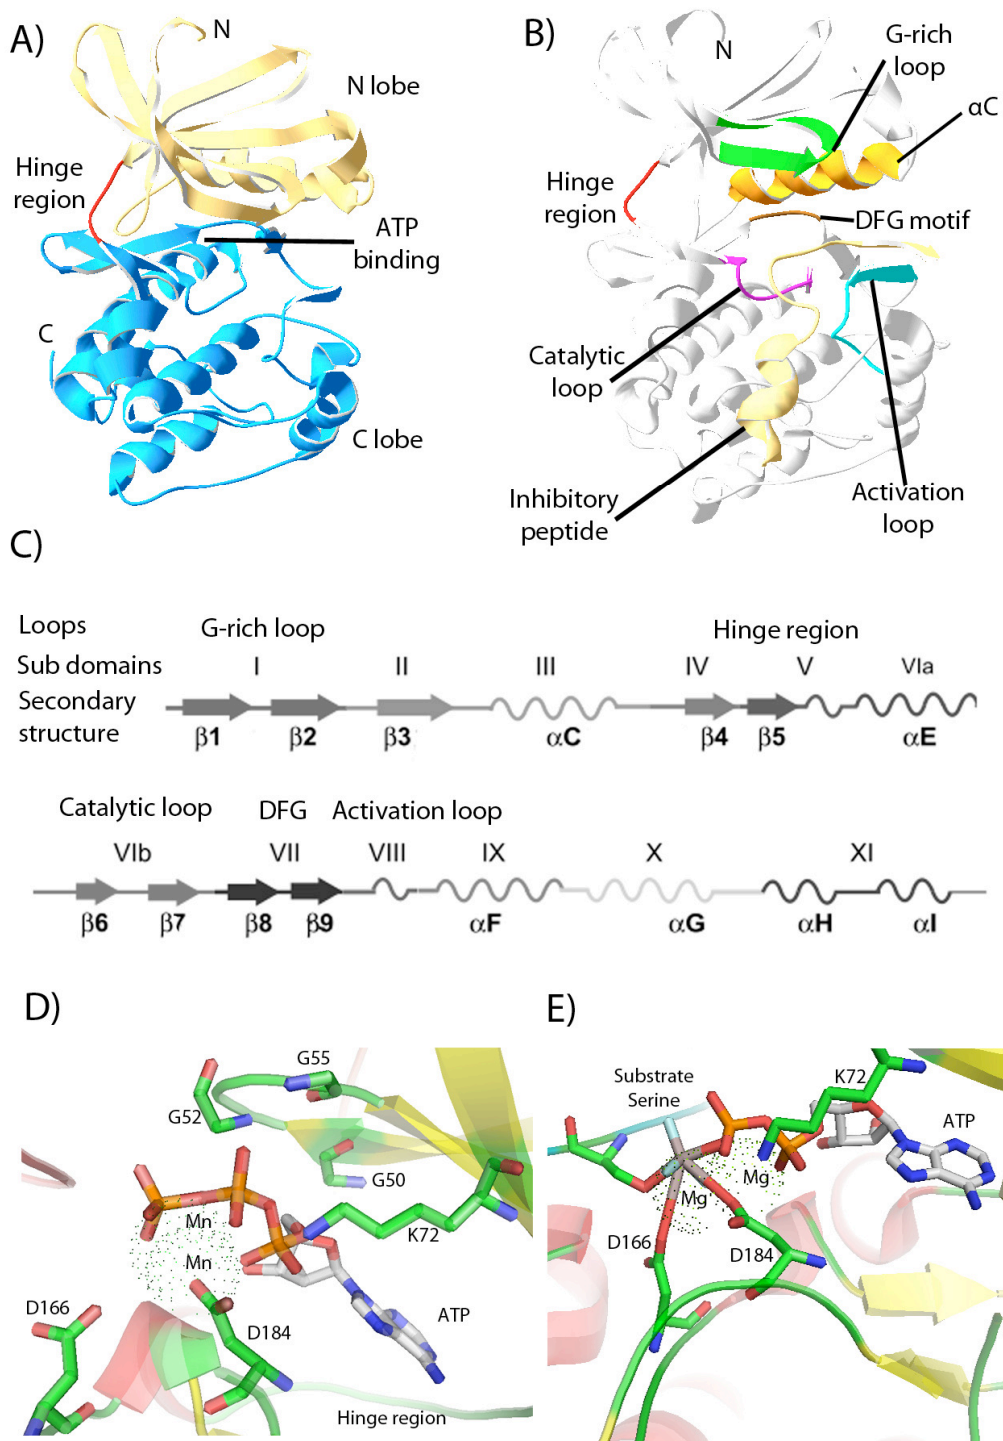 A)
N
N lobe
Hinge
region
ATP
binding
C
C lobe
B)
N
G-rich
loop
αC
Hinge
region
DFG motif
Catalytic
loop
Inhibitory
peptide
Activation
loop
C)
Loops G-rich loop Hinge region
Sub domains I II III IV V VIa
Secondary
structure
β1 β2 β3 αC β4 β5 αE
Catalytic loop DFG Activation loop
VIb VII VIII IX X XI
β6 β7 β8 β9 αF αG αH αI
D)
G55
G52
G50
Mn
K72
Mn
D166
D184
ATP
Hinge region
E)
K72
Substrate
Serine
ATP
Mg
Mg
D166
D184